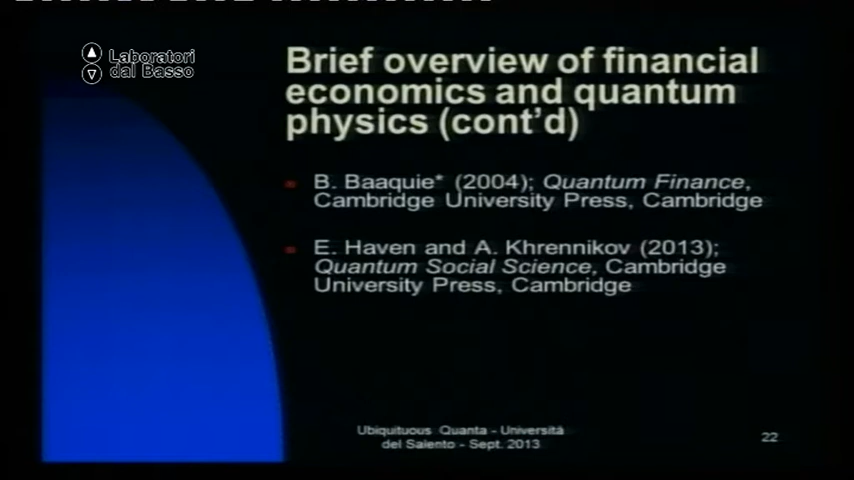 Laboratori
dal Basso
Brief overview of financial
economics and quantum
physics (cont'd)
B. Baaquie* (2004); Quantum Finance,
Cambridge University Press, Cambridge
E. Haven and A. Khrennikov (2013);
Quantum Social Science, Cambridge
University Press, Cambridge
Ubiquituous Quanta - Università
del Salento - Sept. 2013
22